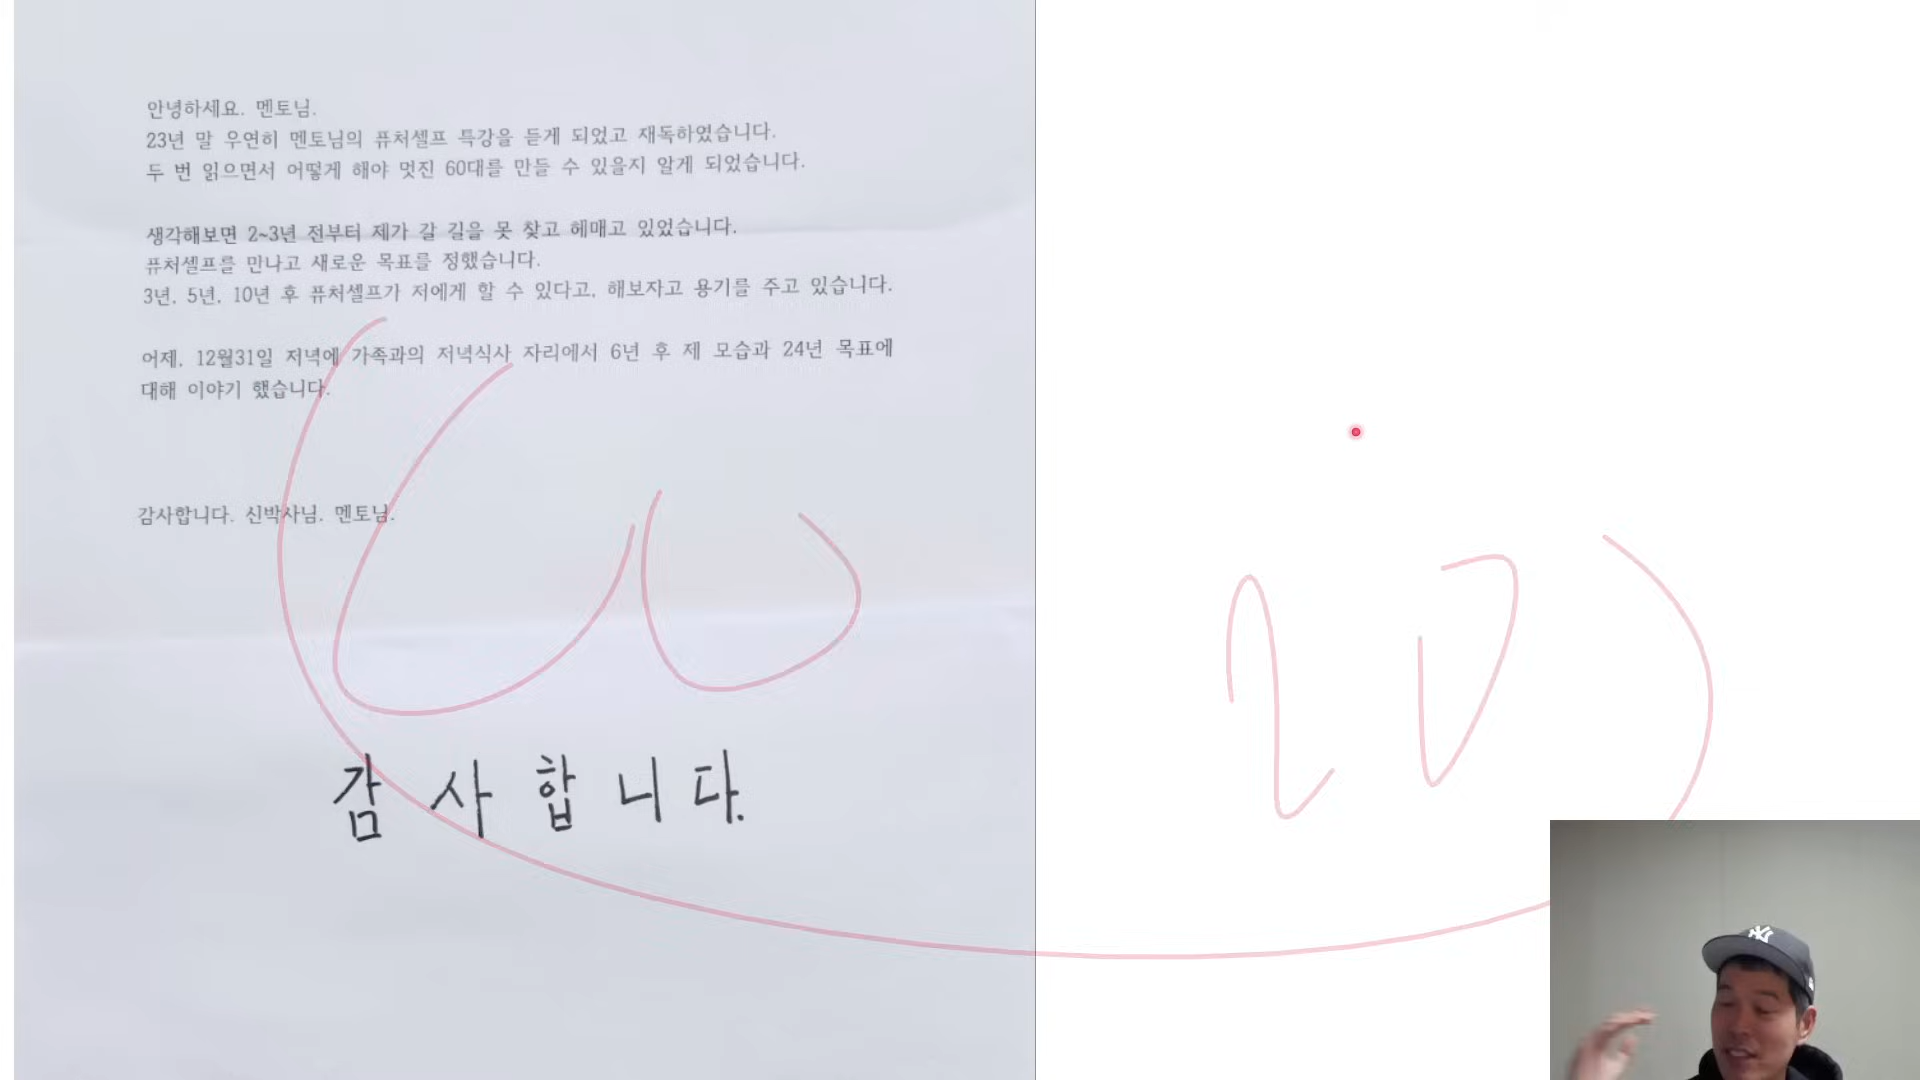 안녕하세요. 멘토님.
23년 말 우연히 멘토님의 퓨처셀프 특강을 듣게 되었고 재독하였습니다.
두 번 읽으면서 어떻게 해야 멋진 60대를 만들 수 있을지 알게 되었습니다.
생각해보면 2~3년 전부터 제가 갈 길을 못 찾고 헤매고 있었습니다.
퓨처셀프를 만나고 새로운 목표를 정했습니다.
3년, 5년, 10년 후 퓨처셀프가 저에게 할 수 있다고, 해보자고 용기를 주고 있습니다.
어제, 12월31일 저녁에 가족과의 저녁식사 자리에서 6년 후 제 모습과 24년 목표에
대해 이야기 했습니다.
감사합니다. 신박사님. 멘토님.
감사합니다.